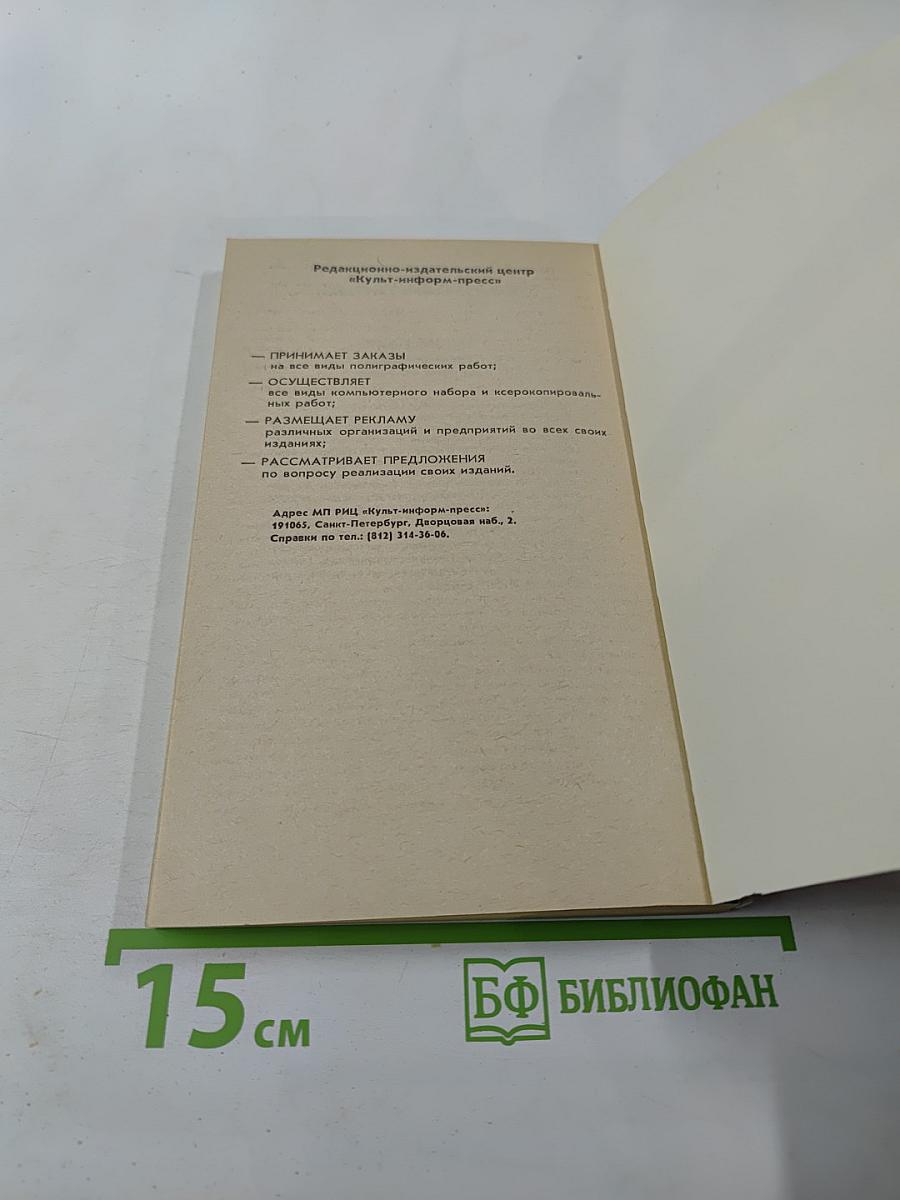 Редакционно-издательский центр
«Культ-информ-пресс»
— ПРИНИМАЕТ ЗАКАЗЫ
на все виды полиграфических работ;
— ОСУЩЕСТВЛЯЕТ
все виды компьютерного набора и ксерокопироваль-
ных работ;
— РАЗМЕЩАЕТ РЕКЛАМУ
различных организаций и предприятий во всех своих
изданиях;
— РАССМАТРИВАЕТ ПРЕДЛОЖЕНИЯ
по вопросу реализации своих изданий.
Адрес МП РИЦ «Культ-информ-пресс»:
191065, Санкт-Петербург, Дворцовая наб., 2.
Справки по тел.: (812) 314-36-06.
15 см
БФ БИБЛИОФАН